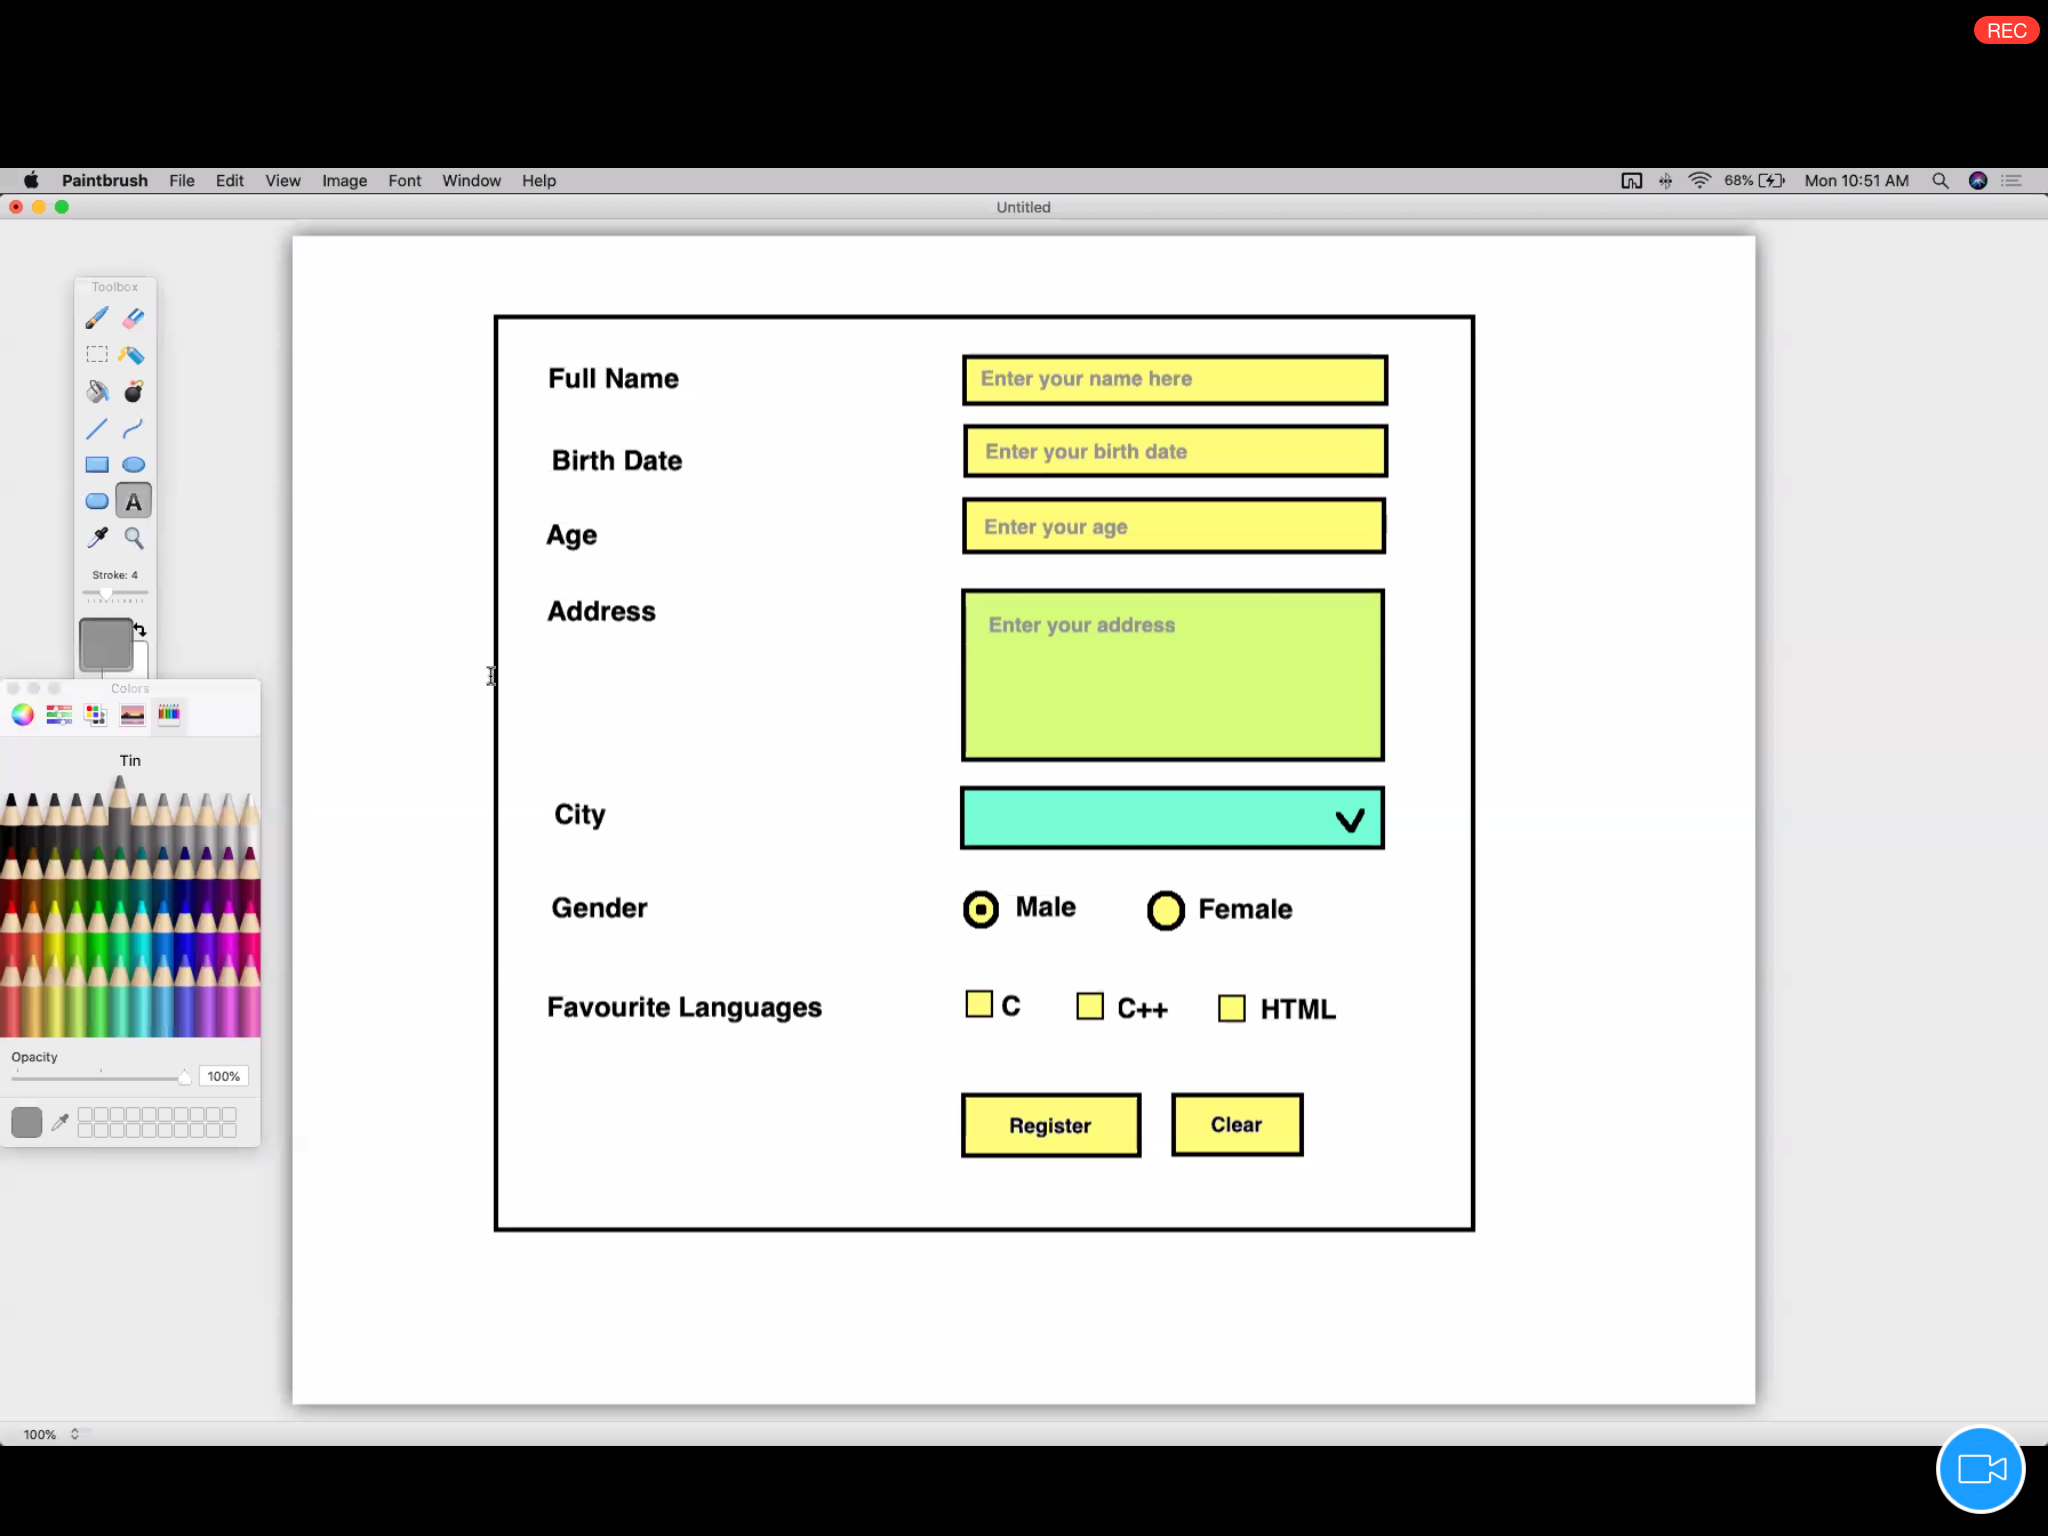 REC
Paintbrush File Edit View Image Font Window Help 68% Mon 10:51 AM
Untitled
Toolbox
A
Stroke: 4
Colors
Tin
Opacity
100%
Full Name Enter your name here
Birth Date Enter your birth date
Age Enter your age
Address Enter your address
City
Gender Male Female
Favourite Languages C C++ HTML
Register Clear
100%